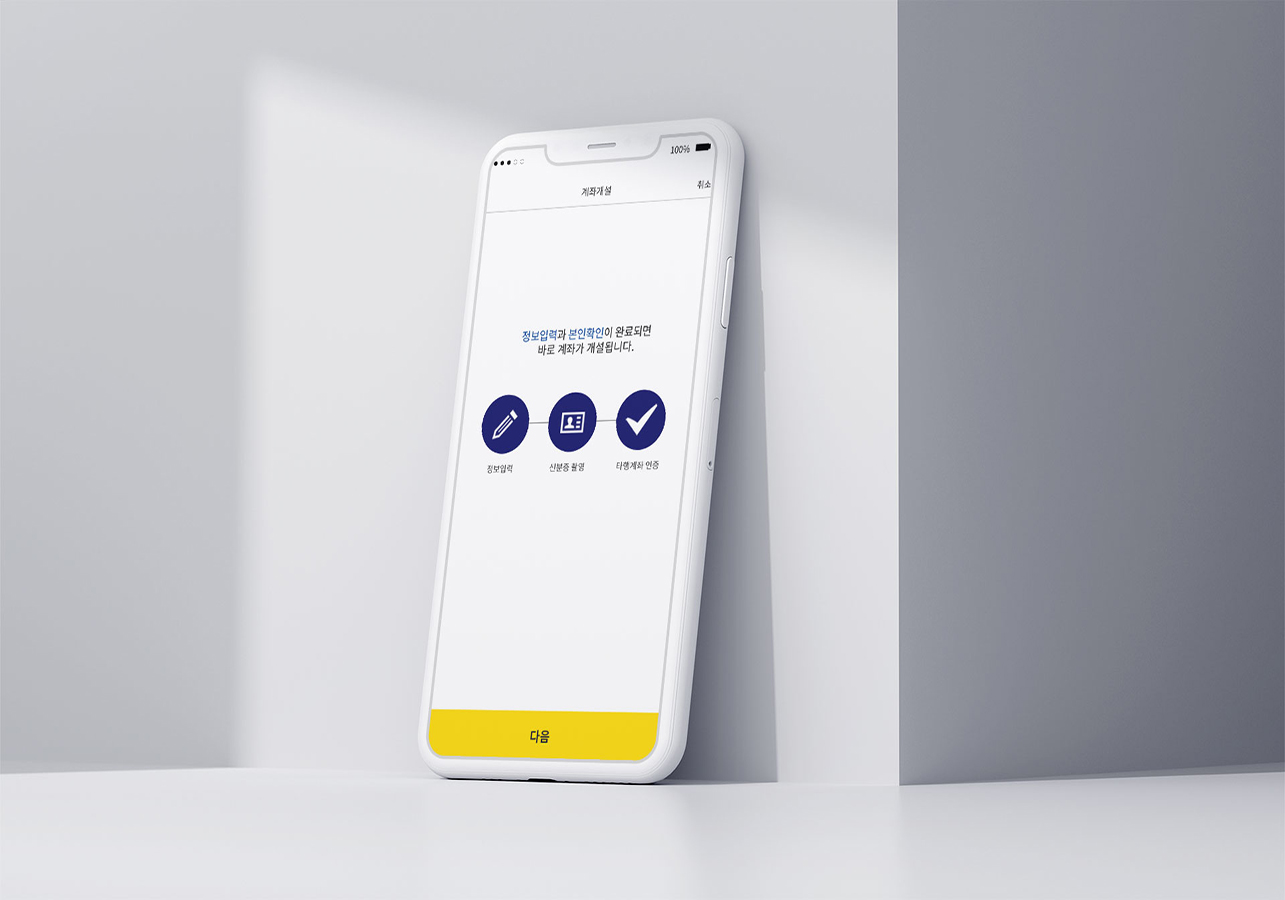 100%
계좌개설
취소
정보입력과 본인확인이 완료되면
바로 계좌가 개설됩니다.
정보입력
신분증 촬영
타행계좌 인증
다음